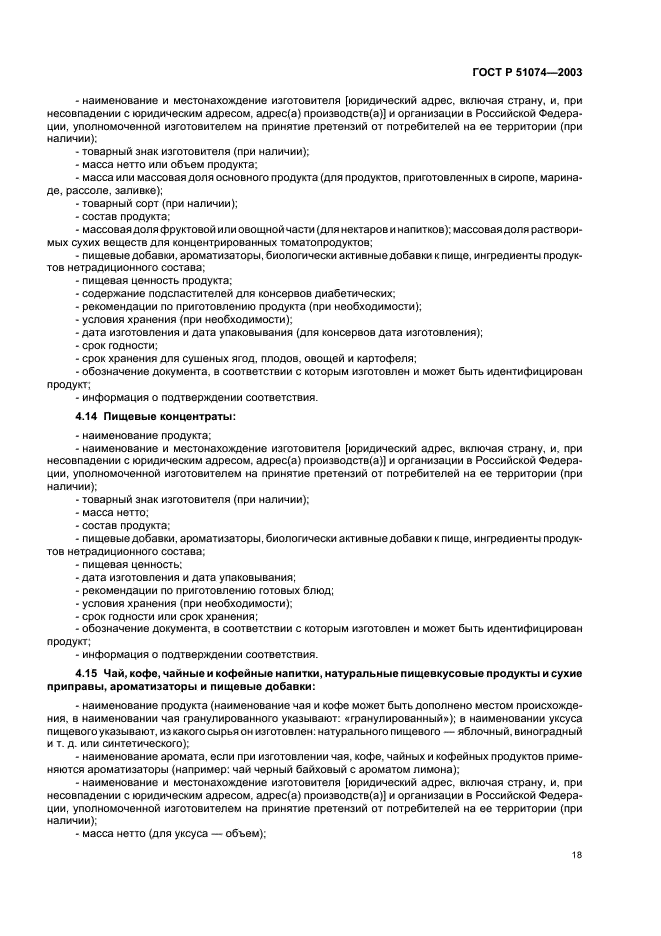 ГОСТ Р 51074—2003
- наименование и местонахождение изготовителя [юридический адрес, включая страну, и, при
несовпадении с юридическим адресом, адрес(а) производств(а)] и организации в Российской Федера-
ции, уполномоченной изготовителем на принятие претензий от потребителей на ее территории (при
наличии);
- товарный знак изготовителя (при наличии);
- масса нетто или объем продукта;
- масса или массовая доля основного продукта (для продуктов, приготовленных в сиропе, марина-
де, рассоле, заливке);
- товарный сорт (при наличии);
- состав продукта;
- массовая доля фруктовой или овощной части (для нектаров и напитков); массовая доля раствори-
мых сухих веществ для концентрированных томатопродуктов;
- пищевые добавки, ароматизаторы, биологически активные добавки к пище, ингредиенты продук-
тов нетрадиционного состава;
- пищевая ценность продукта;
- содержание подсластителей для консервов диабетических;
- рекомендации по приготовлению продукта (при необходимости);
- условия хранения (при необходимости);
- дата изготовления и дата упаковывания (для консервов дата изготовления);
- срок годности;
- срок хранения для сушеных ягод, плодов, овощей и картофеля;
- обозначение документа, в соответствии с которым изготовлен и может быть идентифицирован
продукт;
- информация о подтверждении соответствия.
4.14 Пищевые концентраты:
- наименование продукта;
- наименование и местонахождение изготовителя [юридический адрес, включая страну, и, при
несовпадении с юридическим адресом, адрес(а) производств(а)] и организации в Российской Федера-
ции, уполномоченной изготовителем на принятие претензий от потребителей на ее территории (при
наличии);
- товарный знак изготовителя (при наличии);
- масса нетто;
- состав продукта;
- пищевые добавки, ароматизаторы, биологически активные добавки к пище, ингредиенты продук-
тов нетрадиционного состава;
- пищевая ценность;
- дата изготовления и дата упаковывания;
- рекомендации по приготовлению готовых блюд;
- условия хранения (при необходимости);
- срок годности или срок хранения;
- обозначение документа, в соответствии с которым изготовлен и может быть идентифицирован
продукт;
- информация о подтверждении соответствия.
4.15 Чай, кофе, чайные и кофейные напитки, натуральные пищевкусовые продукты и сухие
приправы, ароматизаторы и пищевые добавки:
- наименование продукта (наименование чая и кофе может быть дополнено местом происхожде-
ния, в наименовании чая гранулированного указывают: «гранулированный»); в наименовании уксуса
пищевого указывают, из какого сырья он изготовлен: натурального пищевого — яблочный, виноградный
и т. д. или синтетического);
- наименование аромата, если при изготовлении чая, кофе, чайных и кофейных продуктов приме-
няются ароматизаторы (например: чай черный байховый с ароматом лимона);
- наименование и местонахождение изготовителя [юридический адрес, включая страну, и, при
несовпадении с юридическим адресом, адрес(а) производств(а)] и организации в Российской Федера-
ции, уполномоченной изготовителем на принятие претензий от потребителей на ее территории (при
наличии);
- масса нетто (для уксуса — объем);
18